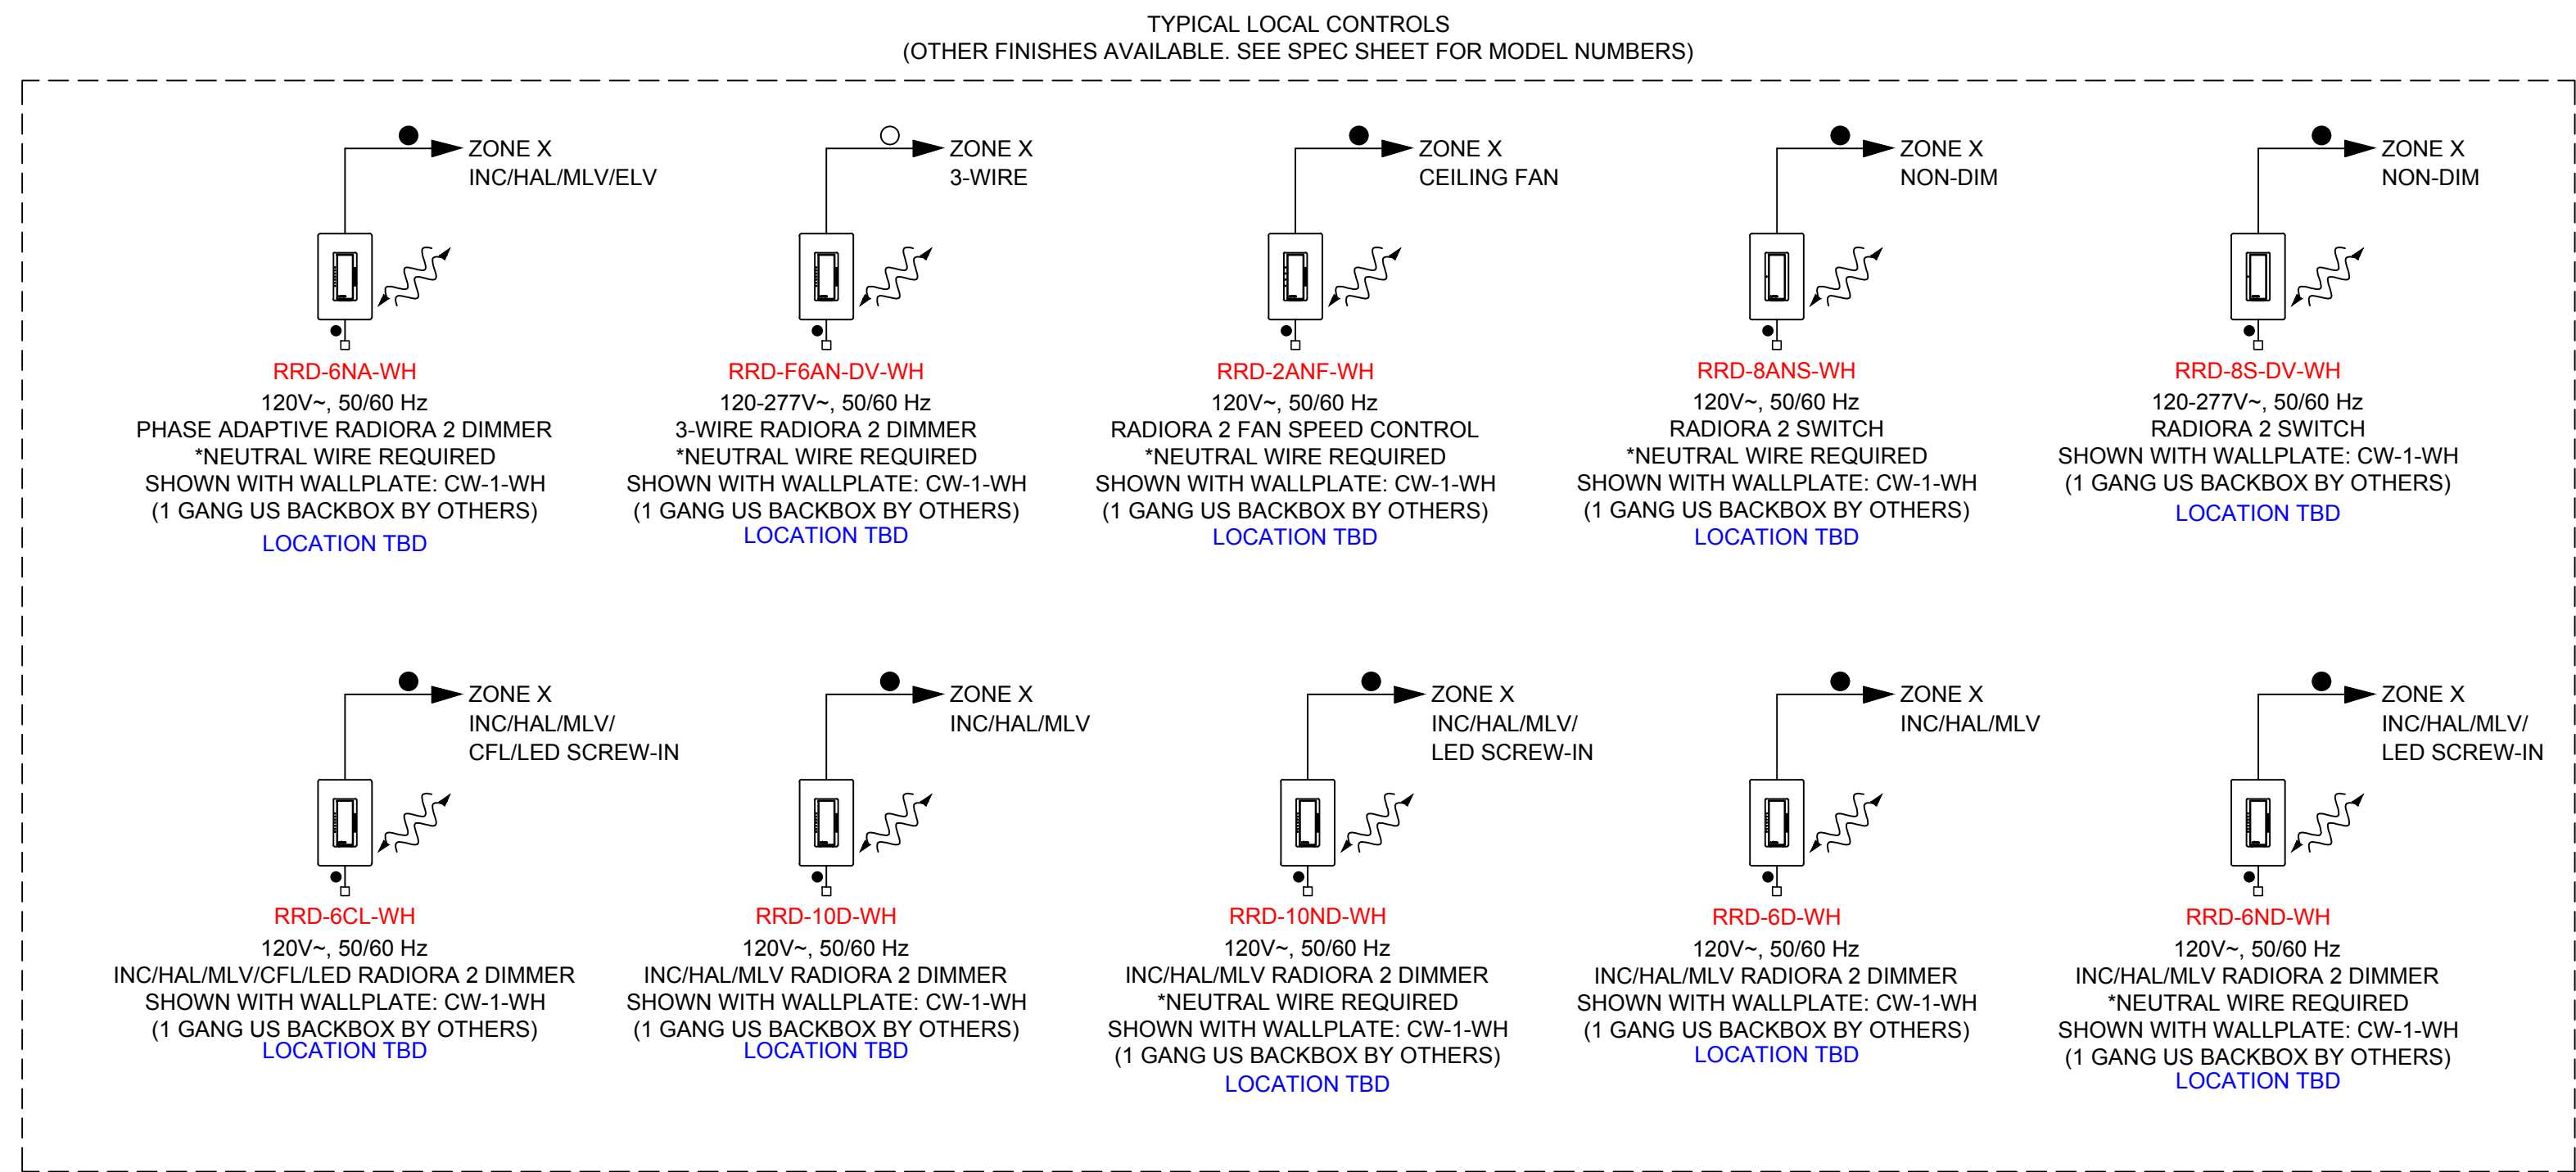 TYPICAL LOCAL CONTROLS
(OTHER FINISHES AVAILABLE. SEE SPEC SHEET FOR MODEL NUMBERS)
ZONE X
INC/HAL/MLV/ELV
RRD-6NA-WH
120V~, 50/60 Hz
PHASE ADAPTIVE RADIORA 2 DIMMER
*NEUTRAL WIRE REQUIRED
SHOWN WITH WALLPLATE: CW-1-WH
(1 GANG US BACKBOX BY OTHERS)
LOCATION TBD
ZONE X
3-WIRE
RRD-F6AN-DV-WH
120-277V~, 50/60 Hz
3-WIRE RADIORA 2 DIMMER
*NEUTRAL WIRE REQUIRED
SHOWN WITH WALLPLATE: CW-1-WH
(1 GANG US BACKBOX BY OTHERS)
LOCATION TBD
ZONE X
CEILING FAN
RRD-2ANF-WH
120V~, 50/60 Hz
RADIORA 2 FAN SPEED CONTROL
*NEUTRAL WIRE REQUIRED
SHOWN WITH WALLPLATE: CW-1-WH
(1 GANG US BACKBOX BY OTHERS)
LOCATION TBD
ZONE X
NON-DIM
RRD-8ANS-WH
120V~, 50/60 Hz
RADIORA 2 SWITCH
*NEUTRAL WIRE REQUIRED
SHOWN WITH WALLPLATE: CW-1-WH
(1 GANG US BACKBOX BY OTHERS)
LOCATION TBD
ZONE X
NON-DIM
RRD-8S-DV-WH
120-277V~, 50/60 Hz
RADIORA 2 SWITCH
SHOWN WITH WALLPLATE: CW-1-WH
(1 GANG US BACKBOX BY OTHERS)
LOCATION TBD
ZONE X
INC/HAL/MLV/
CFL/LED SCREW-IN
RRD-6CL-WH
120V~, 50/60 Hz
INC/HAL/MLV/CFL/LED RADIORA 2 DIMMER
SHOWN WITH WALLPLATE: CW-1-WH
(1 GANG US BACKBOX BY OTHERS)
LOCATION TBD
ZONE X
INC/HAL/MLV
RRD-10D-WH
120V~, 50/60 Hz
INC/HAL/MLV RADIORA 2 DIMMER
SHOWN WITH WALLPLATE: CW-1-WH
(1 GANG US BACKBOX BY OTHERS)
LOCATION TBD
ZONE X
INC/HAL/MLV/
LED SCREW-IN
RRD-10ND-WH
120V~, 50/60 Hz
INC/HAL/MLV RADIORA 2 DIMMER
*NEUTRAL WIRE REQUIRED
SHOWN WITH WALLPLATE: CW-1-WH
(1 GANG US BACKBOX BY OTHERS)
LOCATION TBD
ZONE X
INC/HAL/MLV
RRD-6D-WH
120V~, 50/60 Hz
INC/HAL/MLV RADIORA 2 DIMMER
SHOWN WITH WALLPLATE: CW-1-WH
(1 GANG US BACKBOX BY OTHERS)
LOCATION TBD
ZONE X
INC/HAL/MLV/
LED SCREW-IN
RRD-6ND-WH
120V~, 50/60 Hz
INC/HAL/MLV RADIORA 2 DIMMER
*NEUTRAL WIRE REQUIRED
SHOWN WITH WALLPLATE: CW-1-WH
(1 GANG US BACKBOX BY OTHERS)
LOCATION TBD